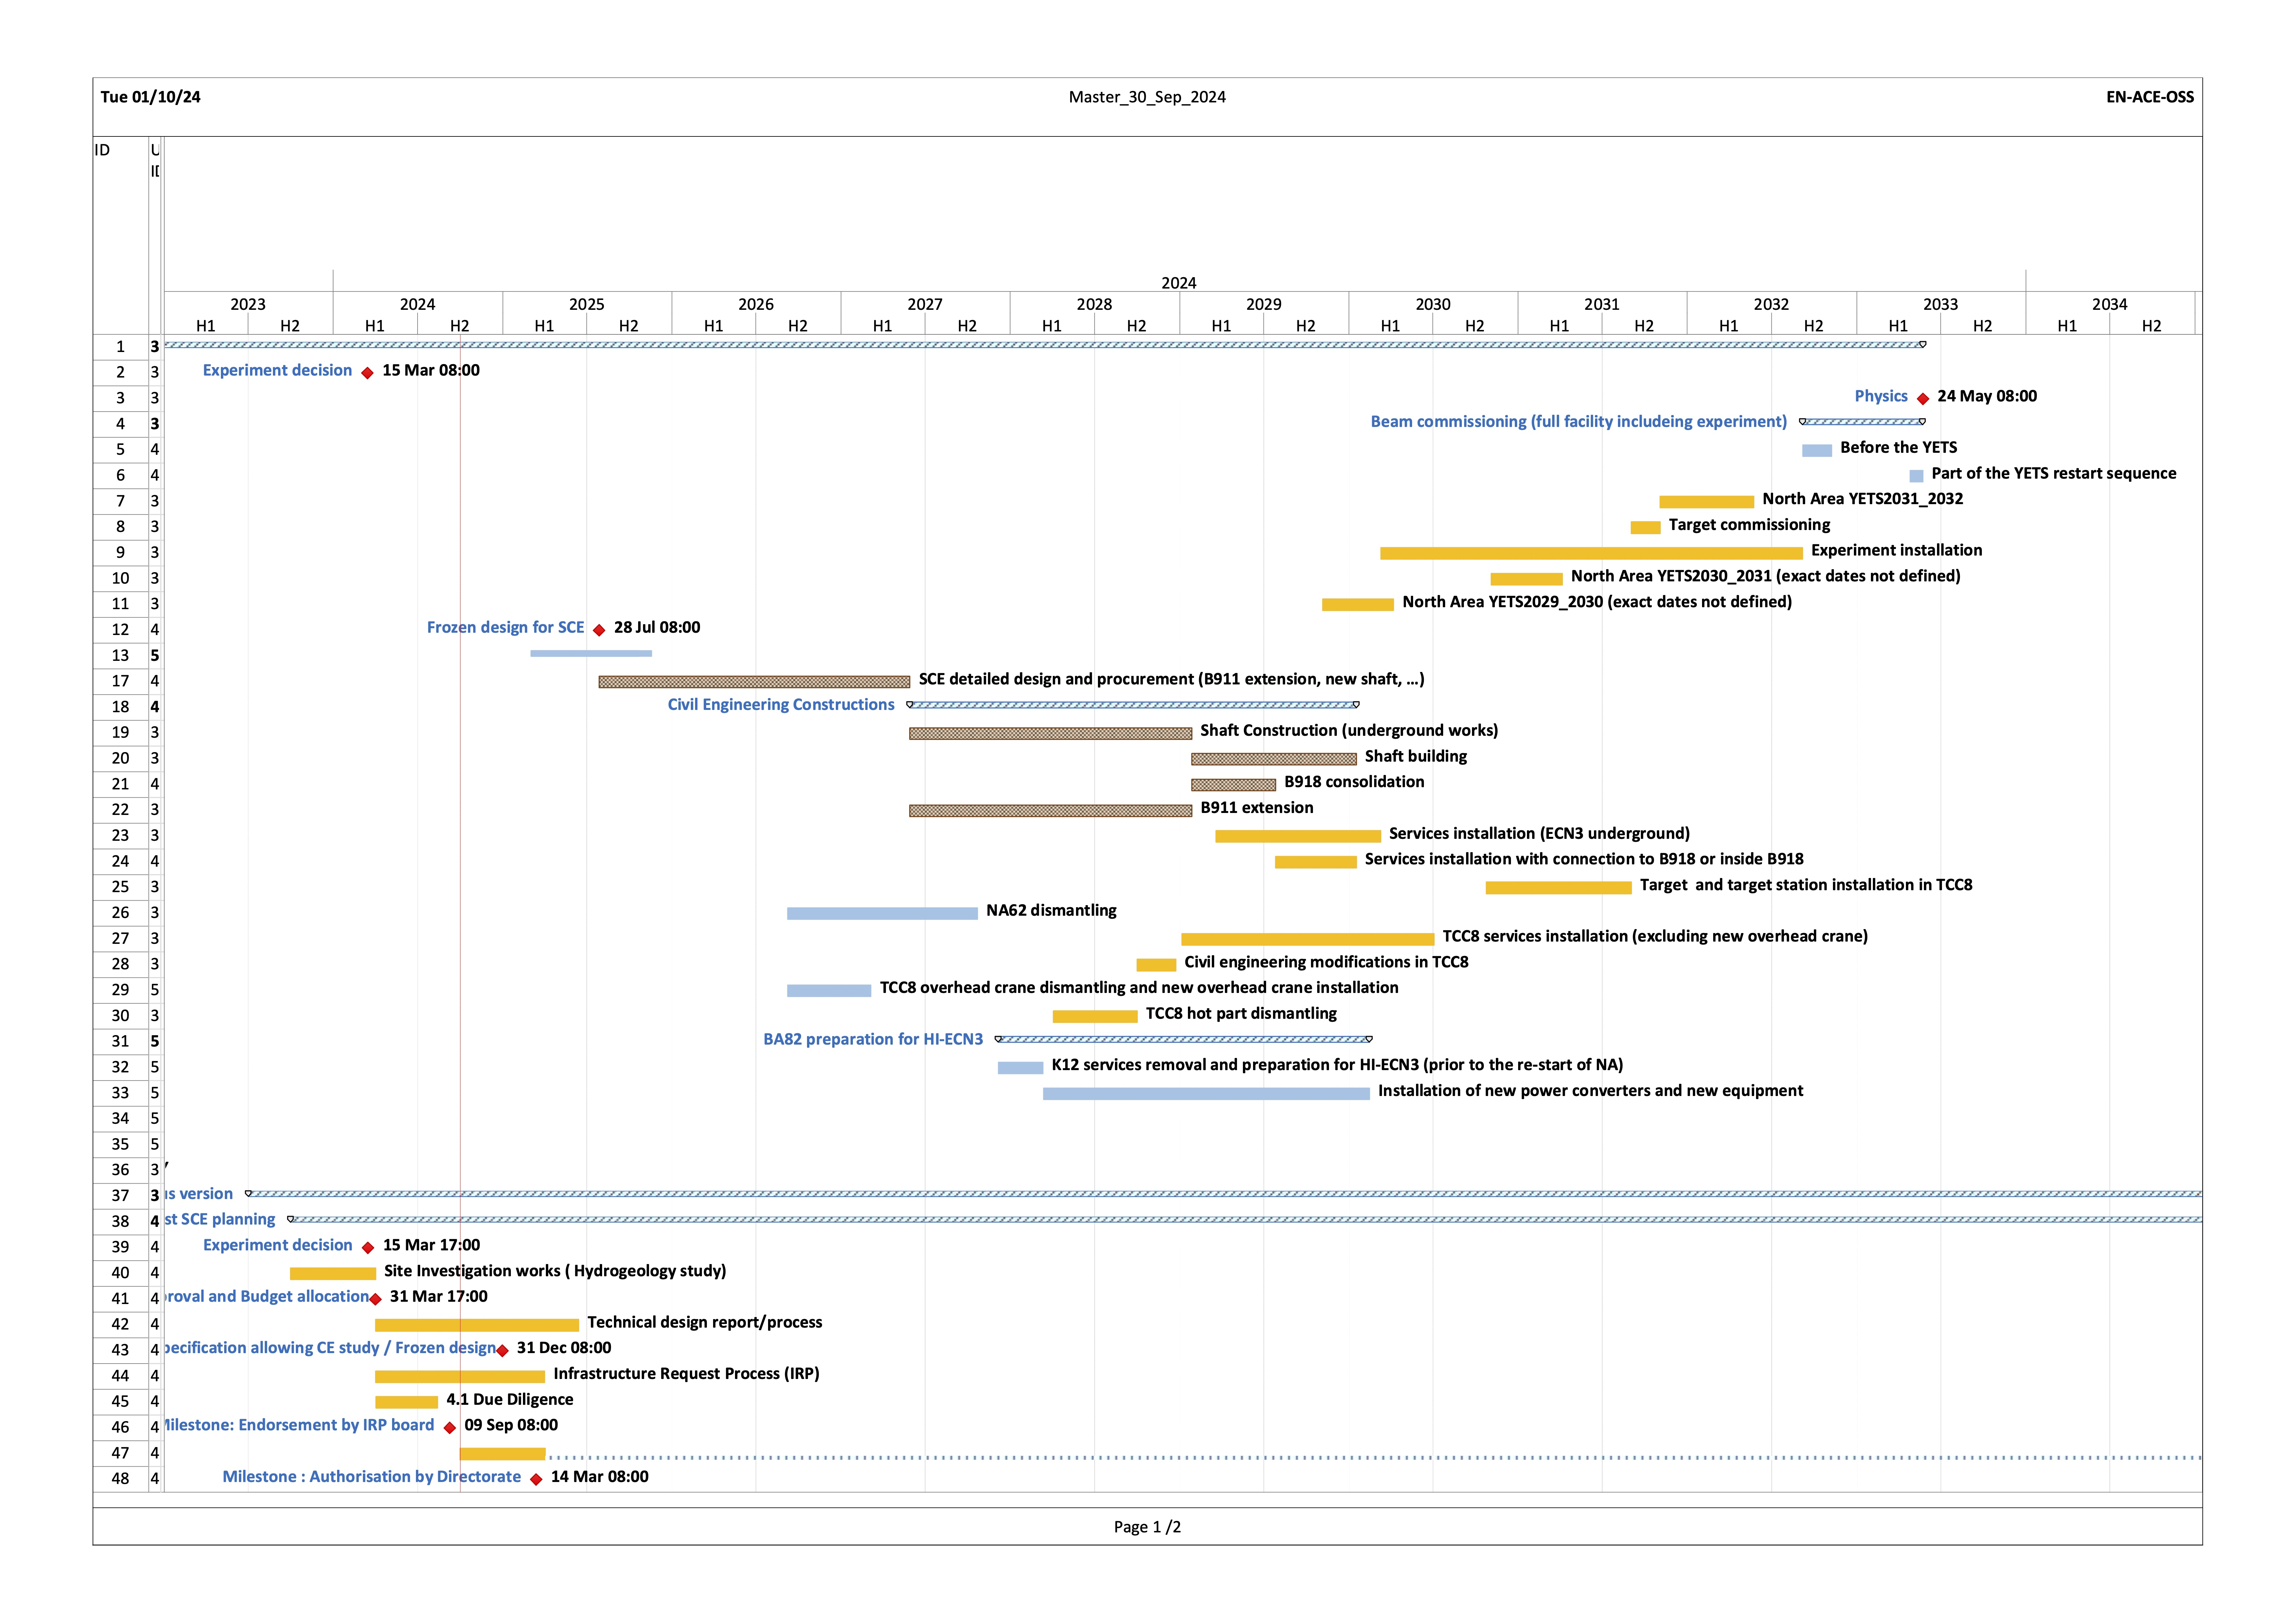 Tue 01/10/24 Master_30_Sep_2024 EN-ACE-OSS
ID U
ID
2024
2023 2024 2025 2026 2027 2028 2029 2030 2031 2032 2033 2034
H1 H2 H1 H2 H1 H2 H1 H2 H1 H2 H1 H2 H1 H2 H1 H2 H1 H2 H1 H2 H1 H2 H1 H2
1 3
2 3 Experiment decision 15 Mar 08:00
3 3 Physics 24 May 08:00
4 3 Beam commissioning (full facility includeing experiment)
5 4 Before the YETS
6 4 Part of the YETS restart sequence
7 3 North Area YETS2031_2032
8 3 Target commissioning
9 3 Experiment installation
10 3 North Area YETS2030_2031 (exact dates not defined)
11 3 North Area YETS2029_2030 (exact dates not defined)
12 4 Frozen design for SCE 28 Jul 08:00
13 5
17 4 SCE detailed design and procurement (B911 extension, new shaft, ...)
18 4 Civil Engineering Constructions
19 3 Shaft Construction (underground works)
20 3 Shaft building
21 4 B918 consolidation
22 3 B911 extension
23 3 Services installation (ECN3 underground)
24 4 Services installation with connection to B918 or inside B918
25 3 Target and target station installation in TCC8
26 3 NA62 dismantling
27 3 TCC8 services installation (excluding new overhead crane)
28 3 Civil engineering modifications in TCC8
29 5 TCC8 overhead crane dismantling and new overhead crane installation
30 3 TCC8 hot part dismantling
31 5 BA82 preparation for HI-ECN3
32 5 K12 services removal and preparation for HI-ECN3 (prior to the re-start of NA)
33 5 Installation of new power converters and new equipment
34 5
35 5
36 3
37 3 is version
38 4 st SCE planning
39 4 Experiment decision 15 Mar 17:00
40 4 Site Investigation works ( Hydrogeology study)
41 4 roval and Budget allocation 31 Mar 17:00
42 4 Technical design report/process
43 4 pecification allowing CE study / Frozen design 31 Dec 08:00
44 4 Infrastructure Request Process (IRP)
45 4 4.1 Due Diligence
46 4 Milestone: Endorsement by IRP board 09 Sep 08:00
47 4
48 4 Milestone : Authorisation by Directorate 14 Mar 08:00
Page 1 /2